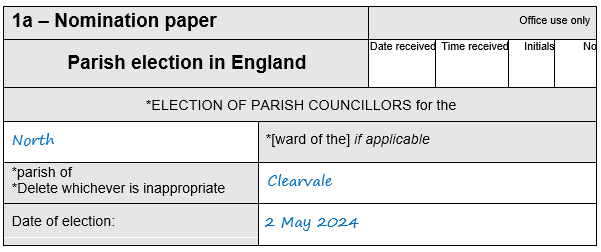 1a – Nomination paper
Office use only
Parish election in England
Date received Time received Initials No
*ELECTION OF PARISH COUNCILLORS for the
North
*[ward of the] if applicable
*parish of
*Delete whichever is inappropriate
Clearvale
Date of election:
2 May 2024